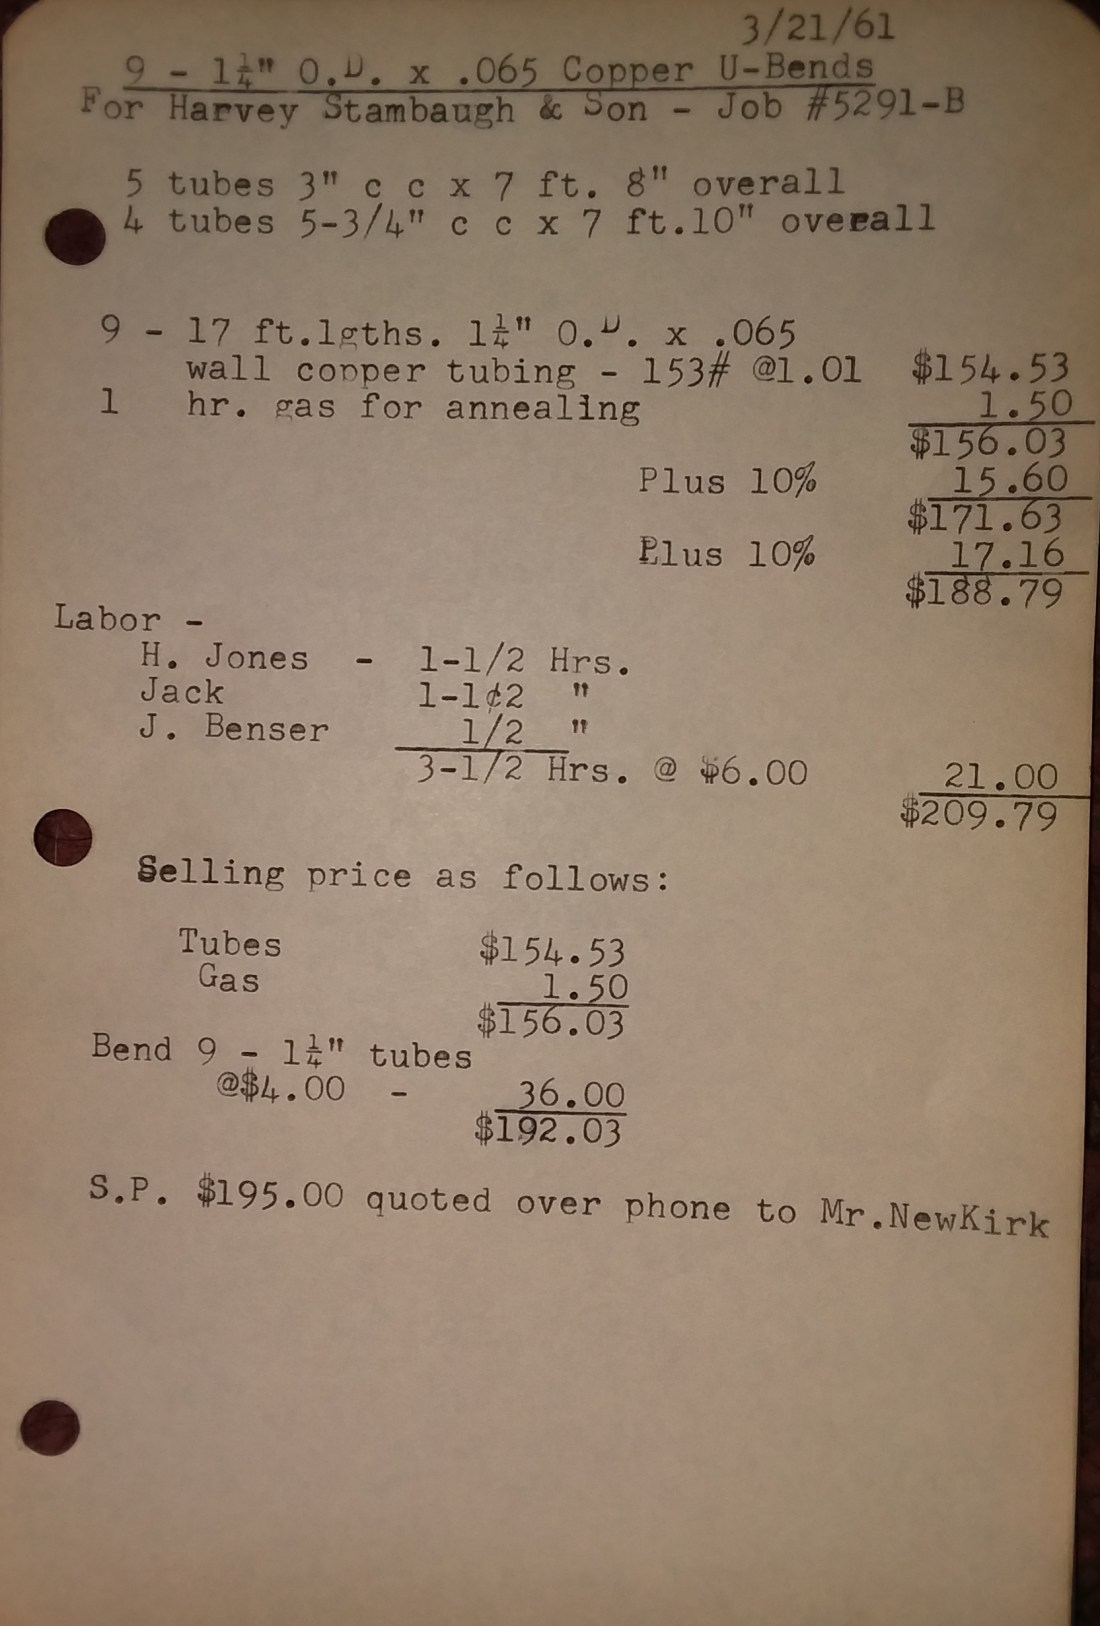 3/21/61
9 - 1¼" O.D. x .065 Copper U-Bends
For Harvey Stambaugh & Son - Job #5291-B
5 tubes 3" c c x 7 ft. 8" overall
4 tubes 5-3/4" c c x 7 ft.10" overall
9 - 17 ft.lgths. 1¼" O.D. x .065
wall copper tubing - 153# @1.01 $154.53
1 hr. gas for annealing 1.50
$156.03
Plus 10% 15.60
$171.63
Plus 10% 17.16
$188.79
Labor -
H. Jones - 1-1/2 Hrs.
Jack 1-1¢2 "
J. Benser 1/2 "
3-1/2 Hrs. @ $6.00 21.00
$209.79
Selling price as follows:
Tubes $154.53
Gas 1.50
$156.03
Bend 9 - 1¼" tubes
@$4.00 - 36.00
$192.03
S.P. $195.00 quoted over phone to Mr.NewKirk